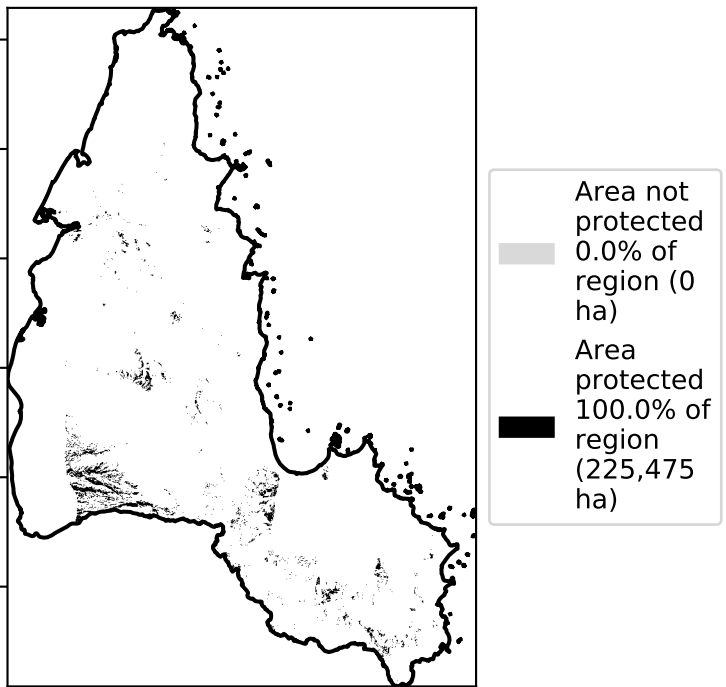 Area not
protected
0.0% of
region (0
ha)
Area
protected
100.0% of
region
(225,475
ha)